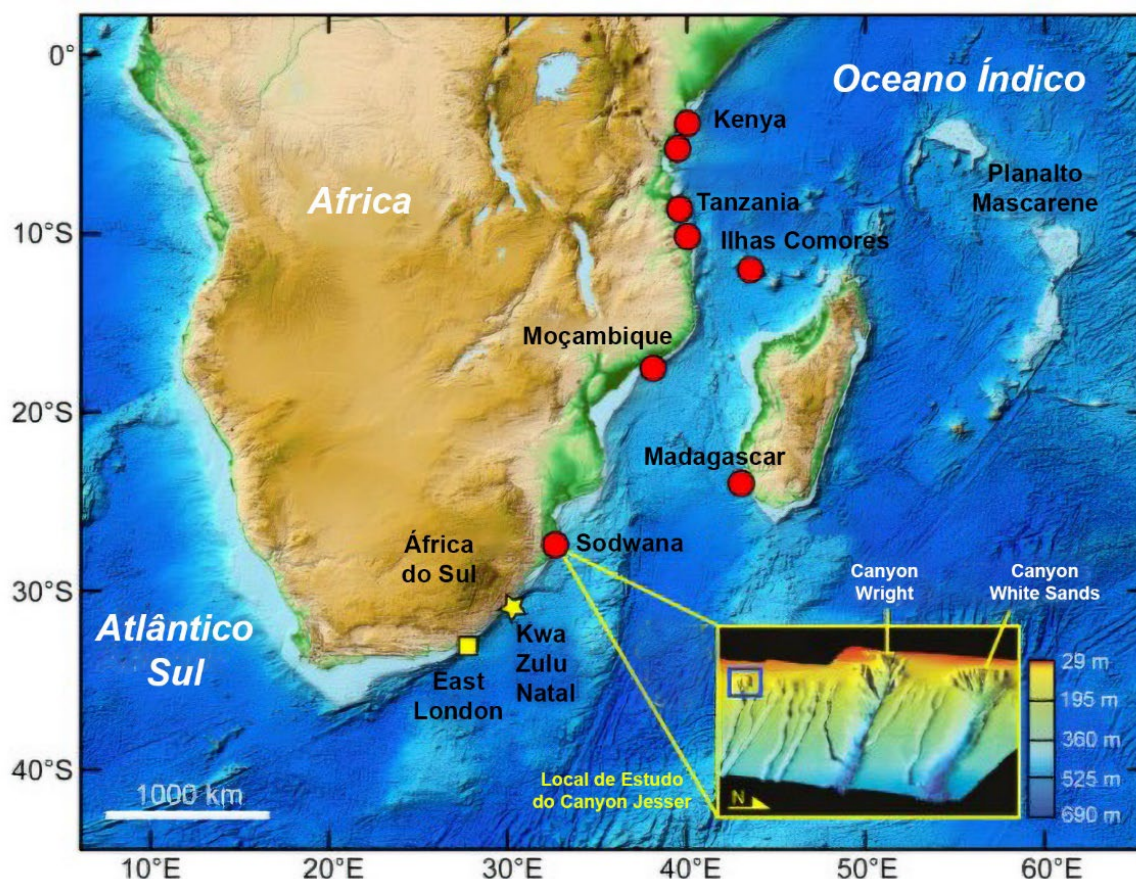 0°
Oceano Índico
Kenya
Planalto
Mascarene
Africa
Tanzania
10°S
Ilhas Comores
Moçambique
20°S
Madagascar
África
do Sul
Sodwana
30°S
Canyon
Wright
Canyon
White Sands
Atlântico
Sul
Kwa
Zulu
Natal
East
London
29 m
195 m
360 m
525 m
690 m
40°S
Local de Estudo
do Canyon Jesser
N
1000 km
10°E
20°E
30°E
40°E
50°E
60°E